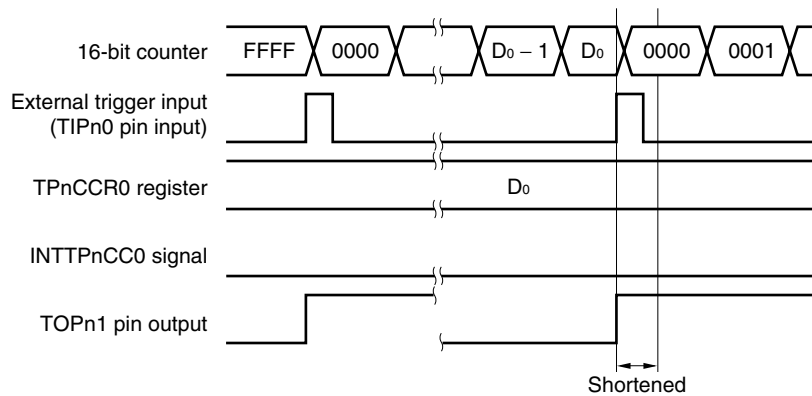 16-bit counter FFFF 0000 D₀ − 1 D₀ 0000 0001
External trigger input
(TIPn0 pin input)
TPnCCR0 register D₀
INTTPnCC0 signal
TOPn1 pin output
Shortened